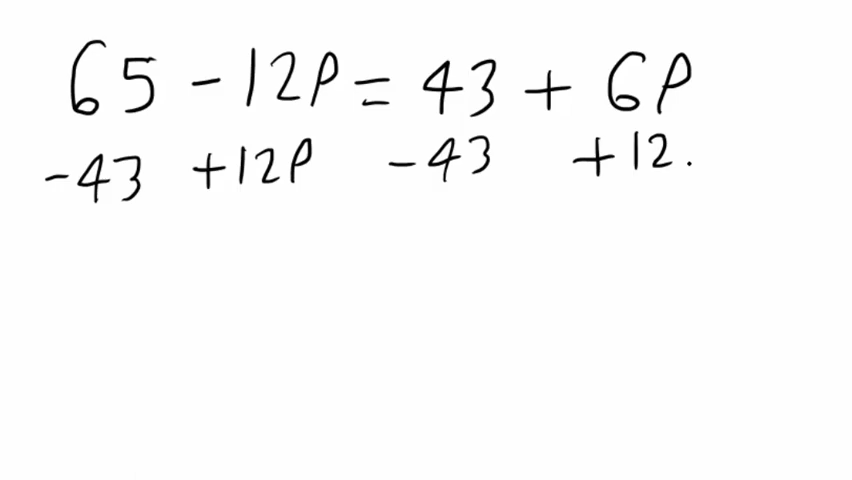 65 - 12P = 43 + 6P
-43 +12P -43 +12.